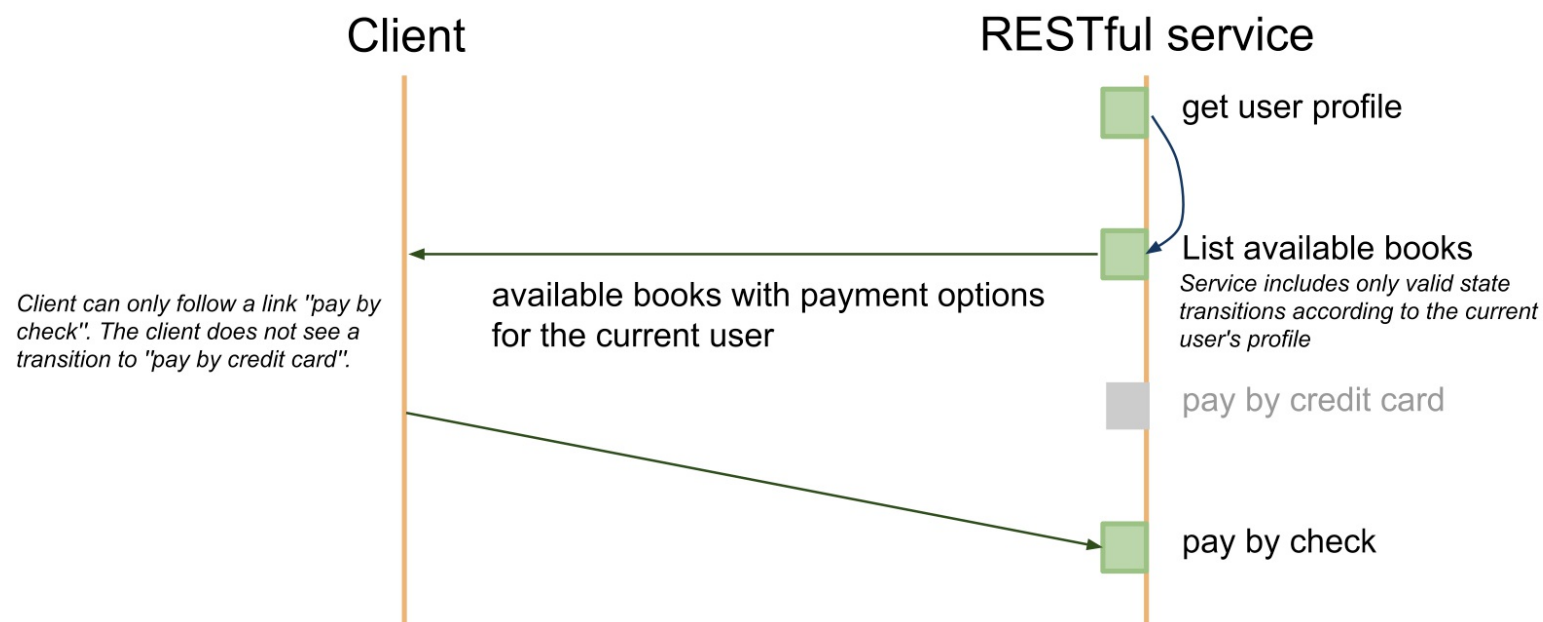 Client
RESTful service
get user profile
List available books
Service includes only valid state
transitions according to the current
user's profile
available books with payment options
for the current user
Client can only follow a link "pay by
check". The client does not see a
transition to "pay by credit card".
pay by credit card
pay by check